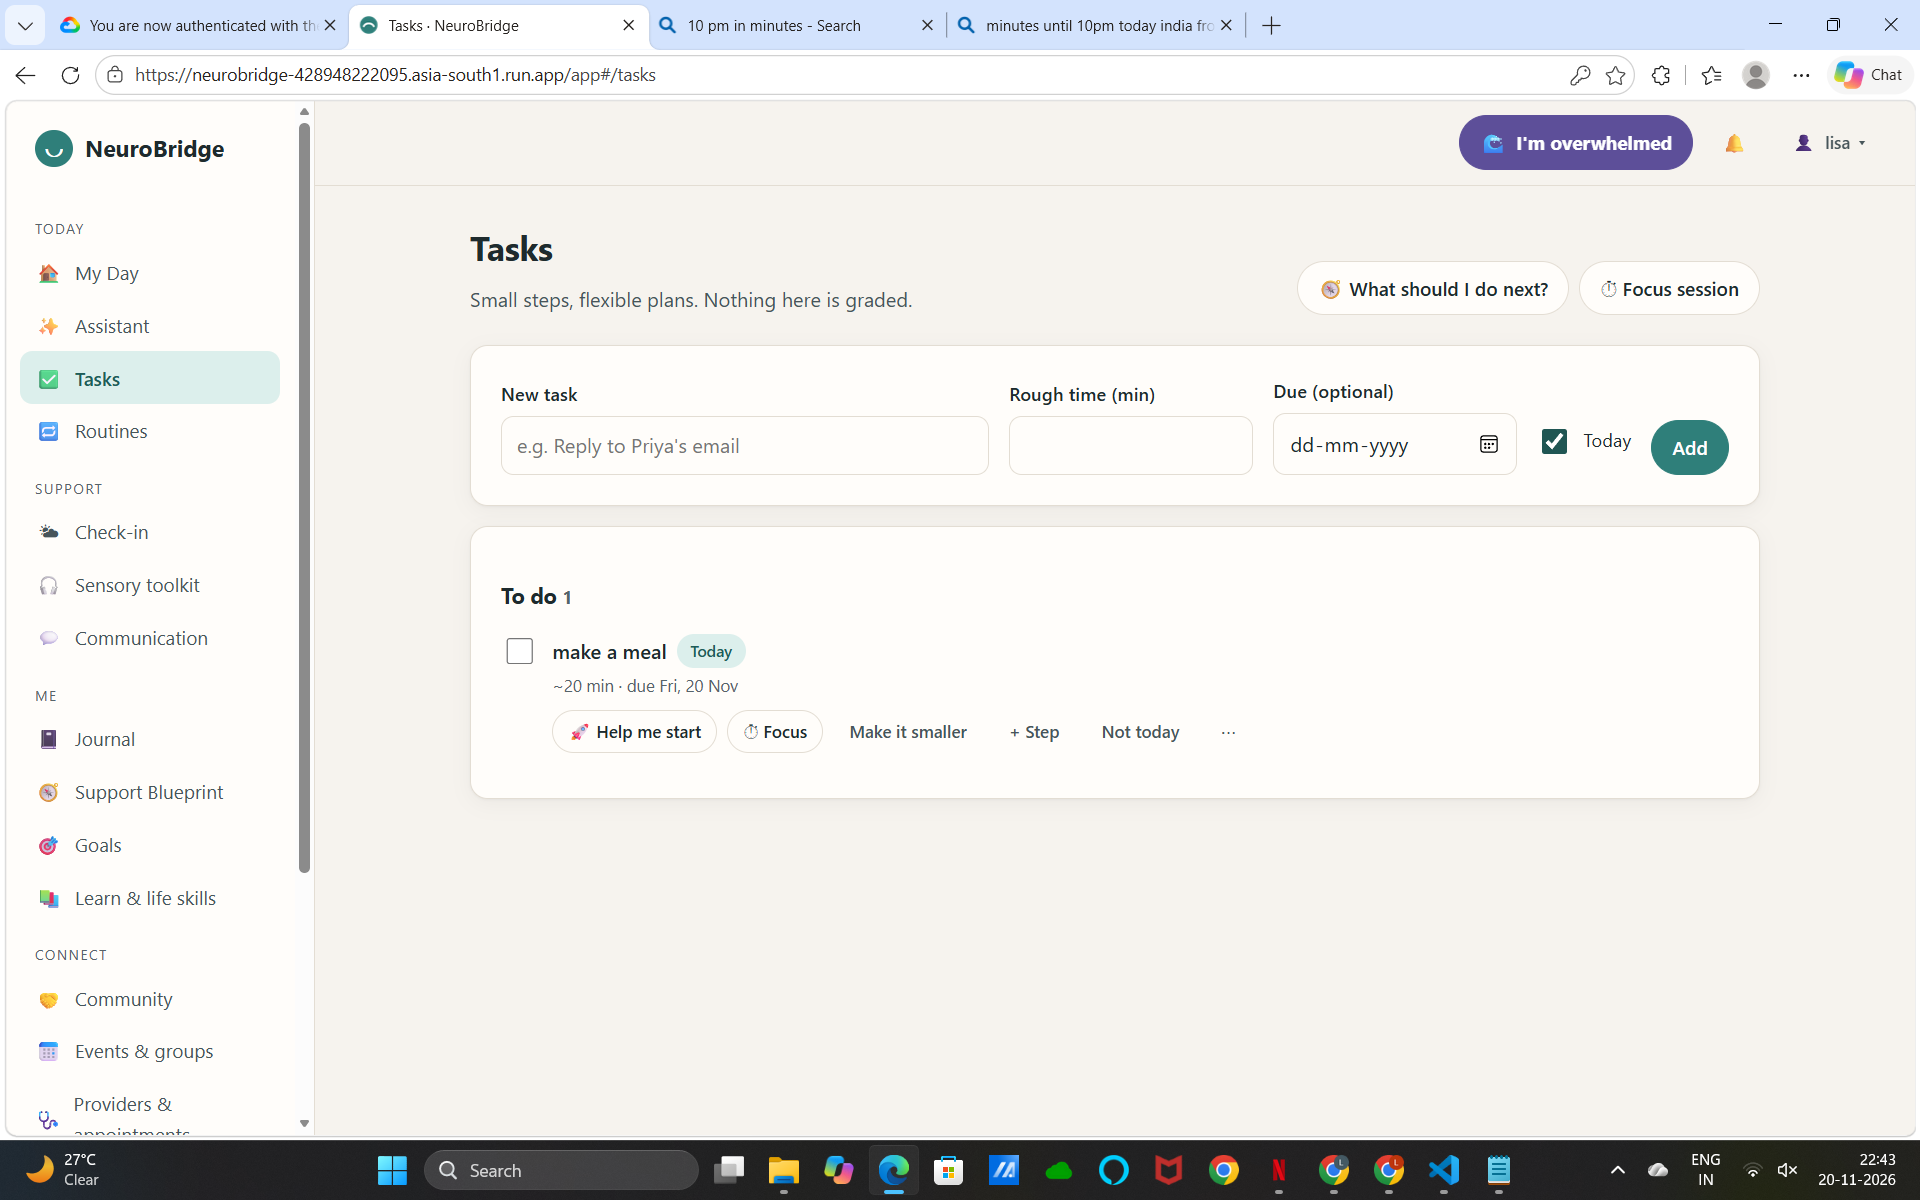 You are now authenticated with the
Tasks · NeuroBridge
10 pm in minutes - Search
minutes until 10pm today india fro
https://neurobridge-428948222095.asia-south1.run.app/app#/tasks
Chat
NeuroBridge
I'm overwhelmed
lisa
TODAY
My Day
Assistant
Tasks
Routines
SUPPORT
Check-in
Sensory toolkit
Communication
ME
Journal
Support Blueprint
Goals
Learn & life skills
CONNECT
Community
Events & groups
Providers &
appointments
Tasks
Small steps, flexible plans. Nothing here is graded.
What should I do next?
Focus session
New task
Rough time (min)
Due (optional)
e.g. Reply to Priya's email
dd-mm-yyyy
Today
Add
To do 1
make a meal Today
~20 min · due Fri, 20 Nov
Help me start
Focus
Make it smaller
+ Step
Not today
...
27°C
Clear
Search
ENG
IN
22:43
20-11-2026